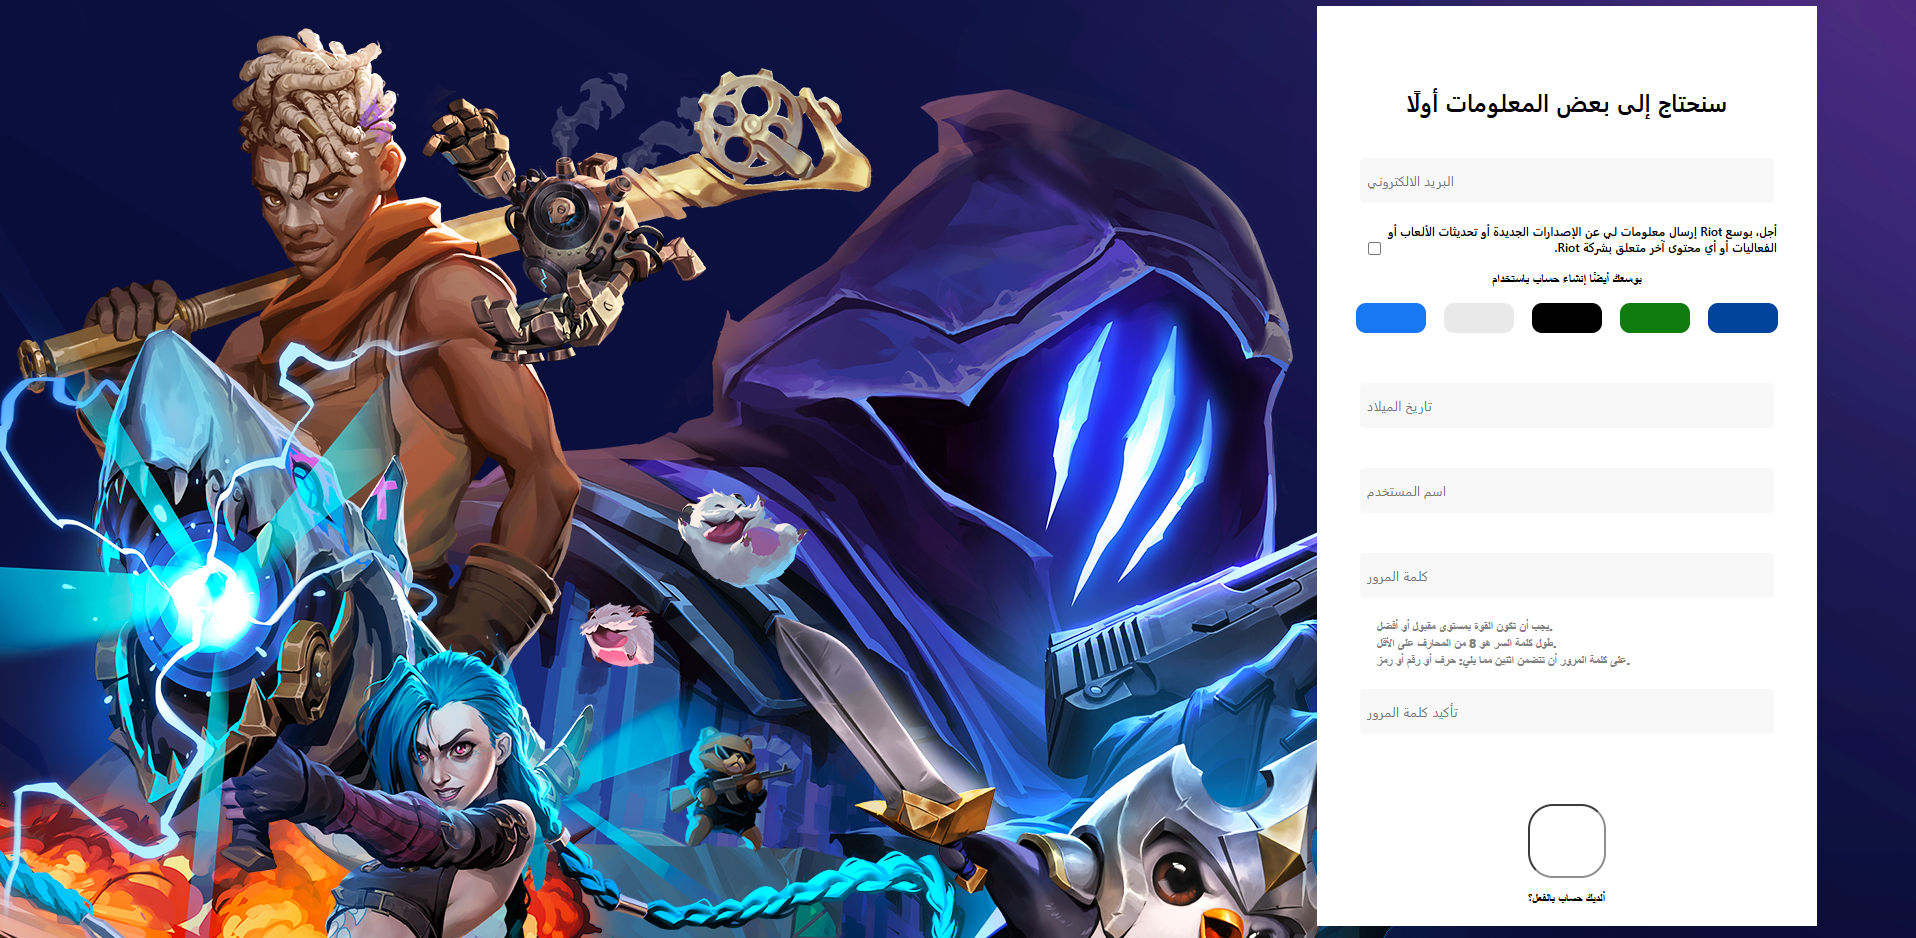 سنحتاج إلى بعض المعلومات أولًا
البريد الالكتروني
أجل، بوسع Riot إرسال معلومات لي عن الإصدارات الجديدة أو تحديثات الألعاب أو
الفعاليات أو أي محتوى آخر متعلق بشركة Riot.
بوسعك أيضًا إنشاء حساب باستخدام
تاريخ الميلاد
اسم المستخدم
كلمة المرور
يجب أن تكون القوة بمستوى مقبول أو أفضل.
طول كلمة السر هو 8 من المحارف على الأقل.
على كلمة المرور أن تتضمن اثنين مما يلي: حرف أو رقم أو رمز.
تأكيد كلمة المرور
ألديك حساب بالفعل؟